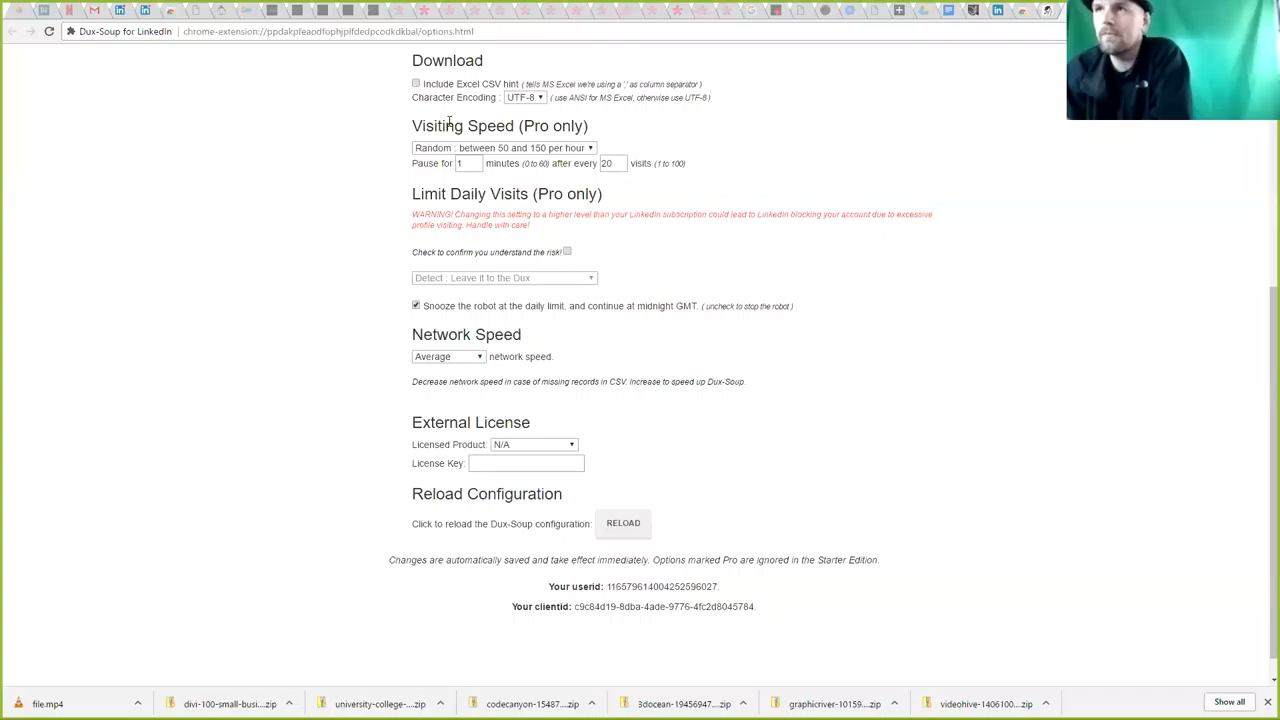 Dux-Soup for LinkedIn
chrome-extension://ppdakpleaodfophjplfdedpcodkdkbal/options.html
Download
Include Excel CSV hint ( tells MS Excel we're using a ',' as column separator )
Character Encoding : UTF-8 ( use ANSI for MS Excel, otherwise use UTF-8 )
Visiting Speed (Pro only)
Random : between 50 and 150 per hour
Pause for 1 minutes (0 to 60) after every 20 visits (1 to 100)
Limit Daily Visits (Pro only)
WARNING! Changing this setting to a higher level than your LinkedIn subscription could lead to LinkedIn blocking your account due to excessive
profile visiting. Handle with care!
Check to confirm you understand the risk!
Detect : Leave it to the Dux
Snooze the robot at the daily limit, and continue at midnight GMT. ( uncheck to stop the robot )
Network Speed
Average network speed.
Decrease network speed in case of missing records in CSV. Increase to speed up Dux-Soup.
External License
Licensed Product: N/A
License Key:
Reload Configuration
Click to reload the Dux-Soup configuration: RELOAD
Changes are automatically saved and take effect immediately. Options marked Pro are ignored in the Starter Edition.
Your userid: 116579614004252596027.
Your clientid: c9c84d19-8dba-4ade-9776-4fc2d8045784.
file.mp4 divi-100-small-busi....zip university-college-....zip codecanyon-15487....zip 3docean-19456947....zip graphicriver-10159....zip videohive-1406100....zip Show all